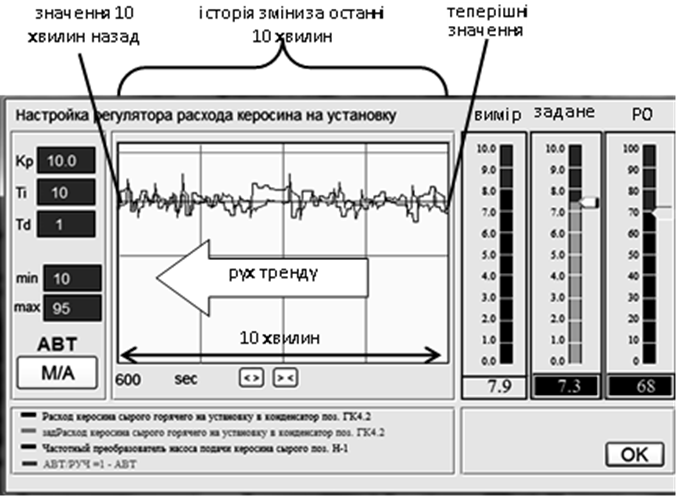 значення 10
хвилин назад
історія зміниза останні
10 хвилин
теперішні
значення
Настройка регулятора расхода керосина на установку
вимір
задане
РО
Kp 10.0
Ti 10
Td 1
min 10
max 95
АВТ
М/А
рух тренду
10 хвилин
600 sec
< >
> <
10.0
9.0
8.0
7.0
6.0
5.0
4.0
3.0
2.0
1.0
0.0
7.9
10.0
9.0
8.0
7.0
6.0
5.0
4.0
3.0
2.0
1.0
0.0
7.3
100
90
80
70
60
50
40
30
20
10
0
68
Расход керосина сырого горячего на установку в конденсатор поз. ГК4.2
задРасход керосина сырого горячего на установку в конденсатор поз. ГК4.2
Частотный преобразователь насоса подачи керосина сырого поз. Н-1
АВТ/РУЧ =1 - АВТ
OK